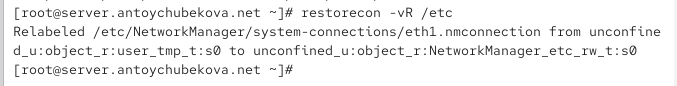 [root@server.antoychubekova.net ~]# restorecon -vR /etc
Relabeled /etc/NetworkManager/system-connections/eth1.nmconnection from unconfine
d_u:object_r:user_tmp_t:s0 to unconfined_u:object_r:NetworkManager_etc_rw_t:s0
[root@server.antoychubekova.net ~]#